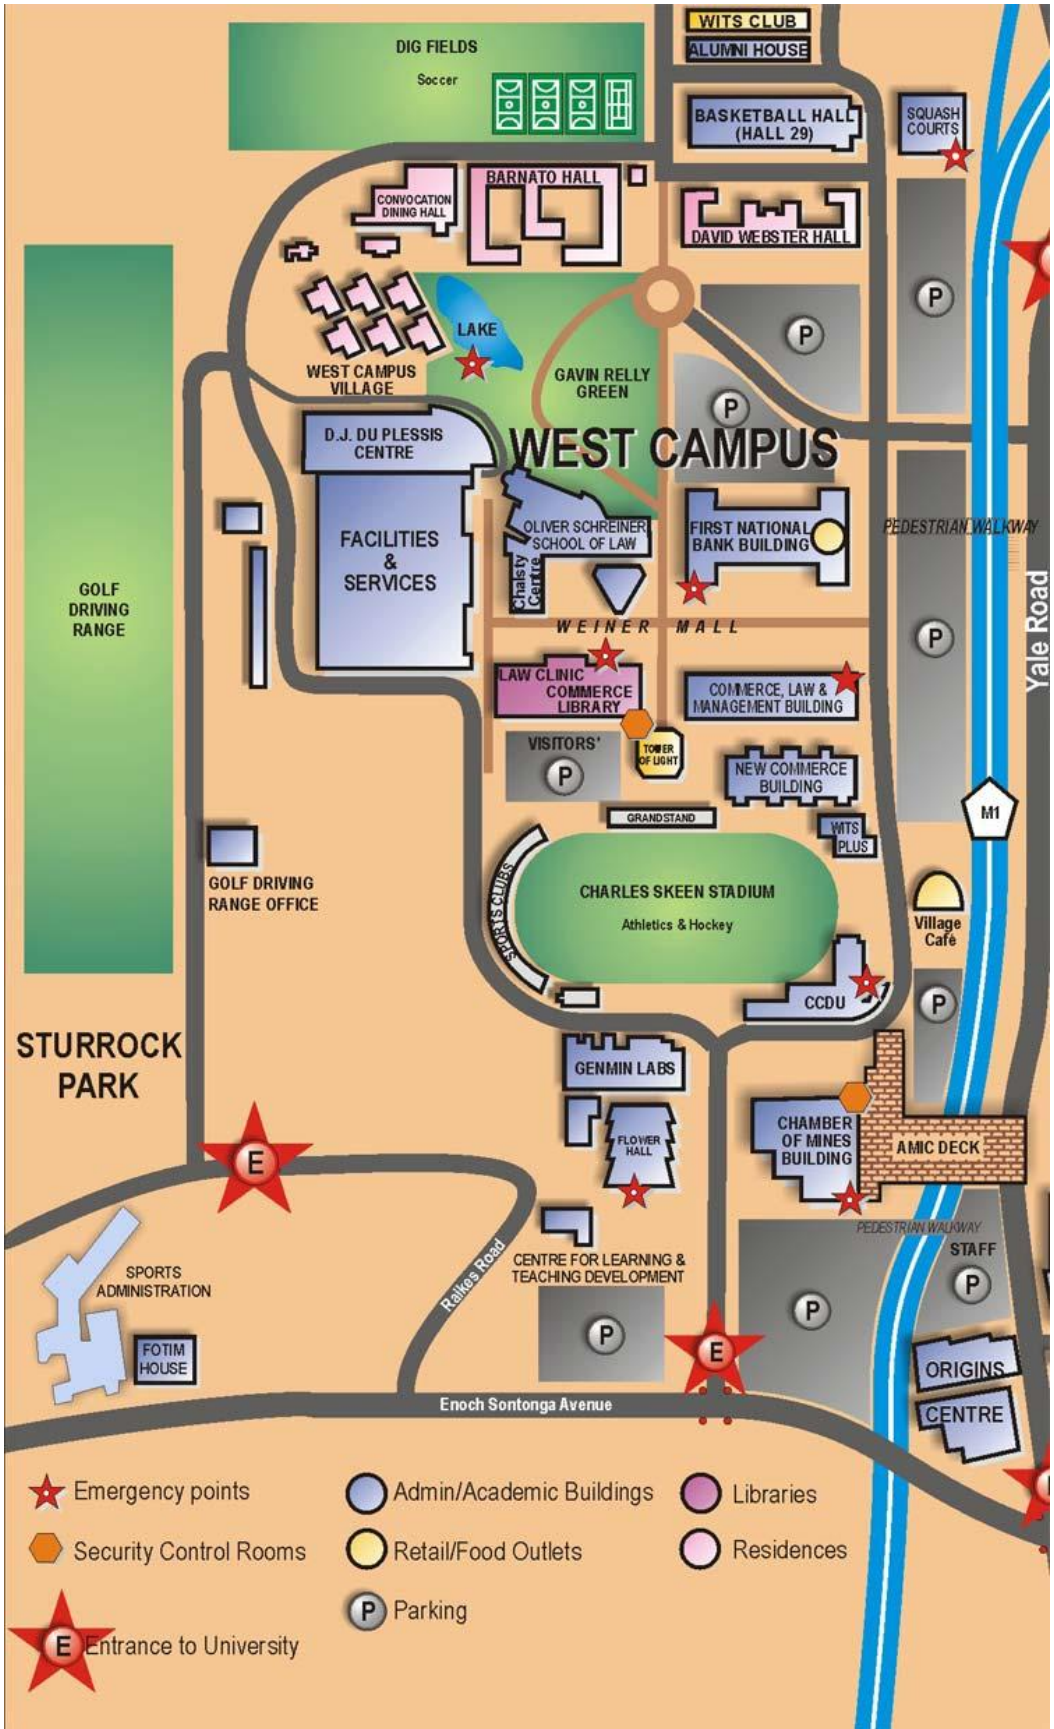 WITS CLUB
ALUMNI HOUSE
DIG FIELDS
Soccer
BASKETBALL HALL
(HALL 29)
SQUASH
COURTS
BARNATO HALL
CONVOCATION
DINING HALL
DAVID WEBSTER HALL
P
P
LAKE
WEST CAMPUS
VILLAGE
GAVIN RELLY
GREEN
P
WEST CAMPUS
D.J. DU PLESSIS
CENTRE
FACILITIES
&
SERVICES
OLIVER SCHREINER
SCHOOL OF LAW
Chalsty
Centre
FIRST NATIONAL
BANK BUILDING
PEDESTRIAN WALKWAY
GOLF
DRIVING
RANGE
WEINER MALL
P
Yale Road
LAW CLINIC
COMMERCE
LIBRARY
COMMERCE, LAW &
MANAGEMENT BUILDING
VISITORS'
P
TOWER
OF LIGHT
NEW COMMERCE
BUILDING
GRANDSTAND
WITS
PLUS
M1
GOLF DRIVING
RANGE OFFICE
SPORTS CLUBS
CHARLES SKEEN STADIUM
Athletics & Hockey
Village
Café
CCDU
P
STURROCK
PARK
GENMIN LABS
FLOWER
HALL
CHAMBER
OF MINES
BUILDING
AMIC DECK
E
PEDESTRIAN WALKWAY
STAFF
P
CENTRE FOR LEARNING &
TEACHING DEVELOPMENT
Raikes Road
SPORTS
ADMINISTRATION
FOTIM
HOUSE
P
E
P
ORIGINS
CENTRE
Enoch Sontonga Avenue
Emergency points
Admin/Academic Buildings
Libraries
Security Control Rooms
Retail/Food Outlets
Residences
P Parking
E Entrance to University